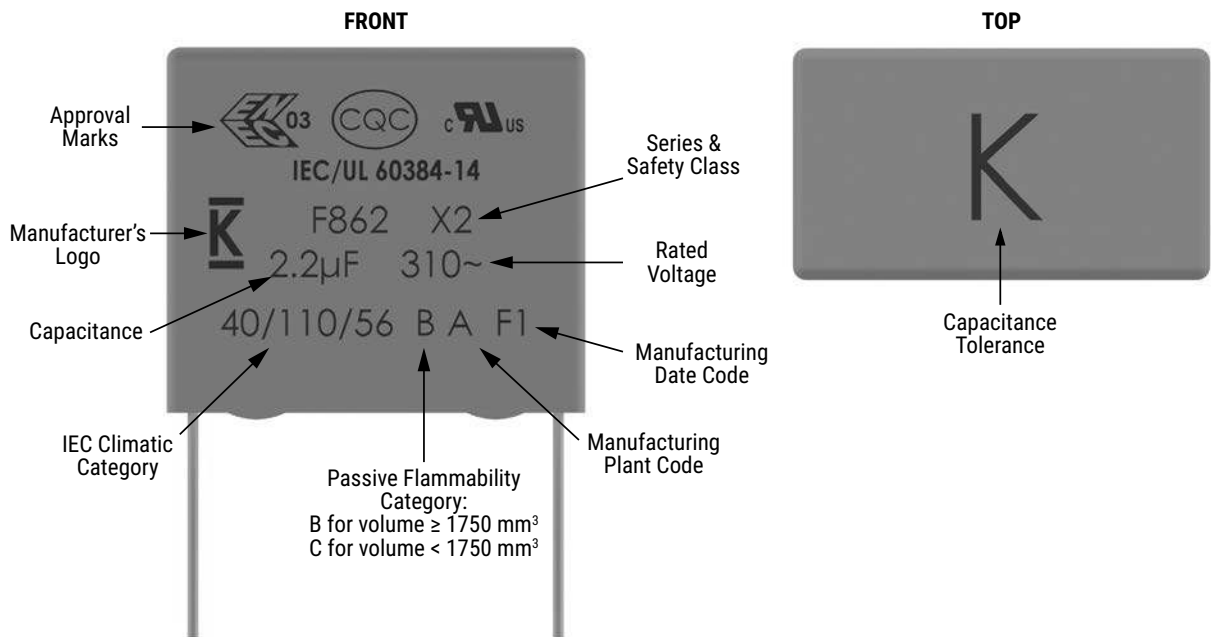 FRONT
TOP
Approval
Marks
ENEC 03
CQC
c RU US
IEC/UL 60384-14
Series &
Safety Class
Manufacturer's
Logo
K
F862 X2
2.2µF 310~
Rated
Voltage
Capacitance
40/110/56 B A F1
Manufacturing
Date Code
IEC Climatic
Category
Passive Flammability
Category:
B for volume ≥ 1750 mm³
C for volume < 1750 mm³
Manufacturing
Plant Code
K
Capacitance
Tolerance